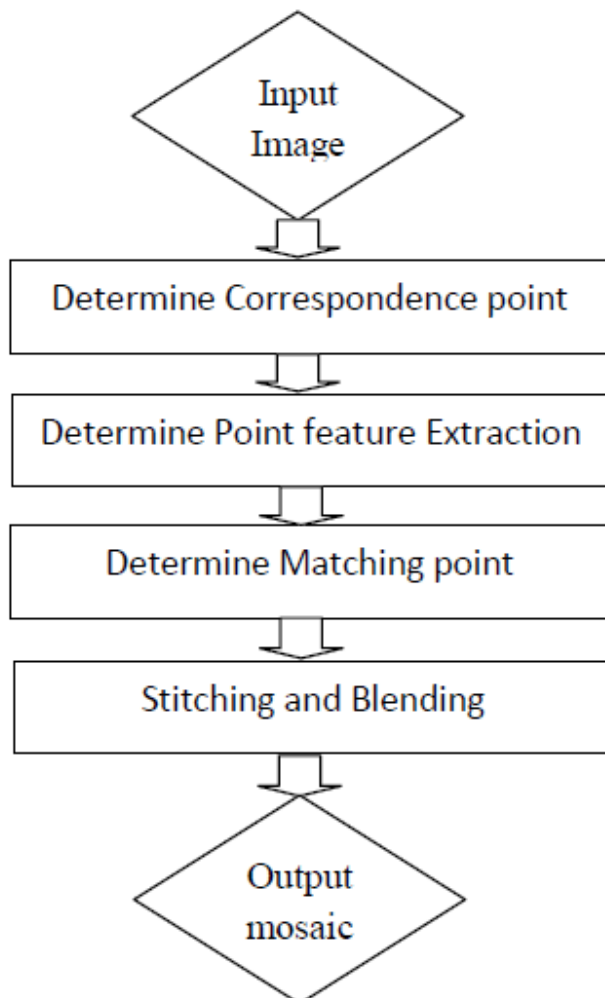 Input
Image
Determine Correspondence point
Determine Point feature Extraction
Determine Matching point
Stitching and Blending
Output
mosaic